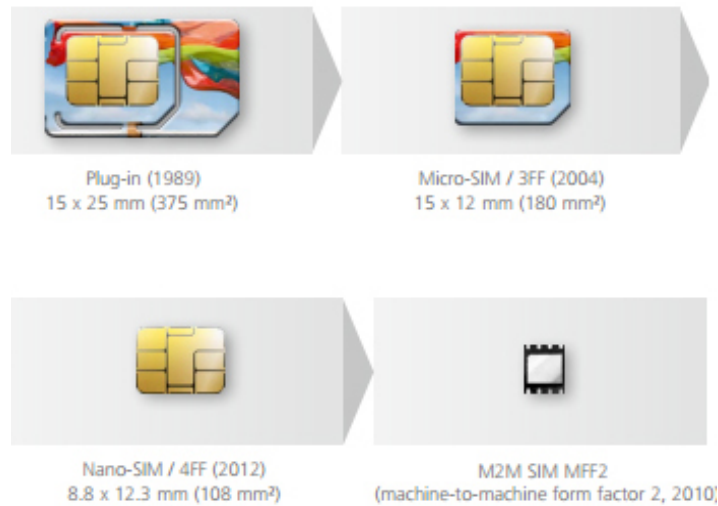 Plug-in (1989)
15 x 25 mm (375 mm²)
Micro-SIM / 3FF (2004)
15 x 12 mm (180 mm²)
Nano-SIM / 4FF (2012)
8.8 x 12.3 mm (108 mm²)
M2M SIM MFF2
(machine-to-machine form factor 2, 2010)